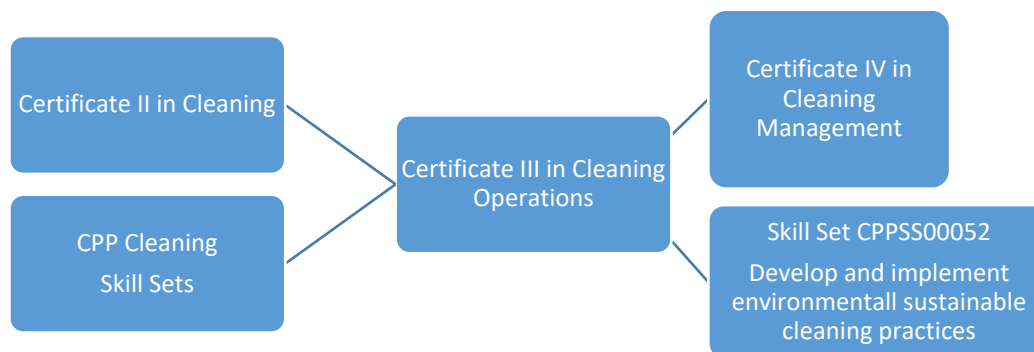 Certificate II in Cleaning
CPP Cleaning
Skill Sets
Certificate III in Cleaning
Operations
Certificate IV in
Cleaning
Management
Skill Set CPPSS00052
Develop and implement
environmentall sustainable
cleaning practices